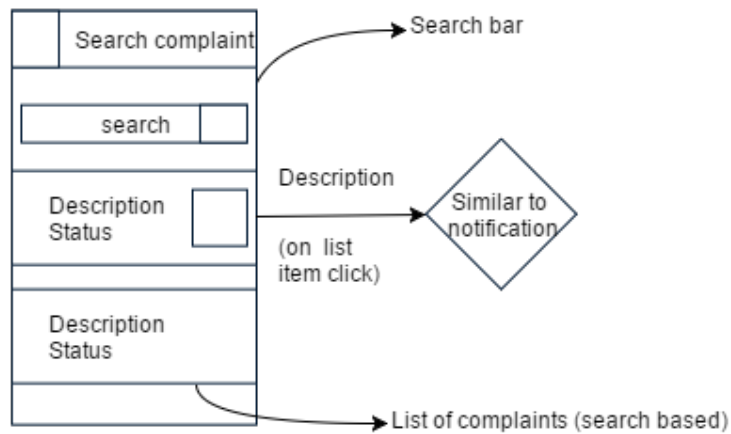 Search complaint
Search bar
search
Description
Status
Description
(on list
item click)
Similar to
notification
Description
Status
List of complaints (search based)